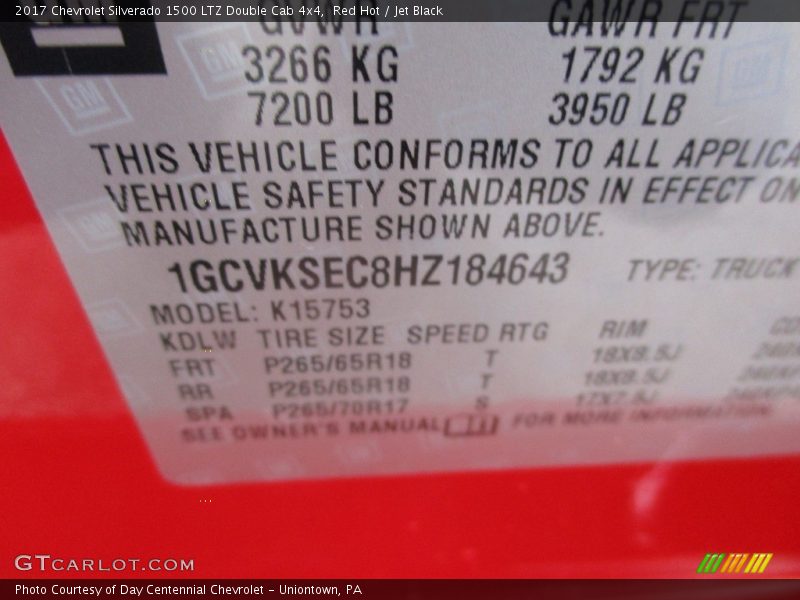 2017 Chevrolet Silverado 1500 LTZ Double Cab 4x4, Red Hot / Jet Black
GVWR GAWR FRT
3266 KG 1792 KG
7200 LB 3950 LB
THIS VEHICLE CONFORMS TO ALL APPLICA
VEHICLE SAFETY STANDARDS IN EFFECT ON
MANUFACTURE SHOWN ABOVE.
1GCVKSEC8HZ184643 TYPE: TRUCK
MODEL: K15753
KDLW TIRE SIZE SPEED RTG RIM CO
FRT P265/65R18 T 18X8.5J
RR P265/65R18 T 18X8.5J
SPA P265/70R17 S 17X7.5J
SEE OWNER'S MANUAL FOR MORE INFORMATION
GTCARLOT.COM
Photo Courtesy of Day Centennial Chevrolet – Uniontown, PA